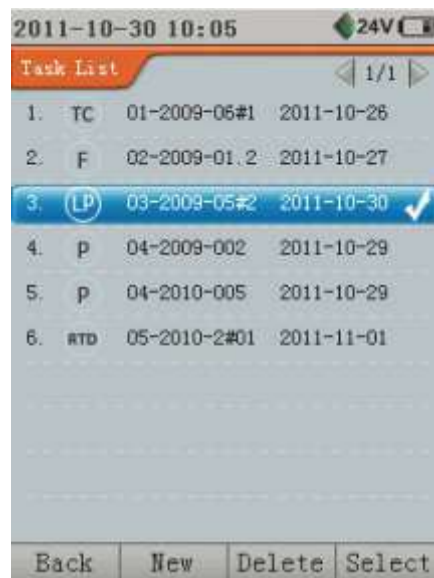 2011-10-30 10:05 24V
Task List 1/1
1. TC 01-2009-06#1 2011-10-26
2. F 02-2009-01.2 2011-10-27
3. LP 03-2009-05#2 2011-10-30
4. P 04-2009-002 2011-10-29
5. P 04-2010-005 2011-10-29
6. RTD 05-2010-2#01 2011-11-01
Back New Delete Select